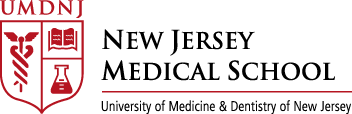 UMDNJ
NEW JERSEY
MEDICAL SCHOOL
University of Medicine & Dentistry of New Jersey